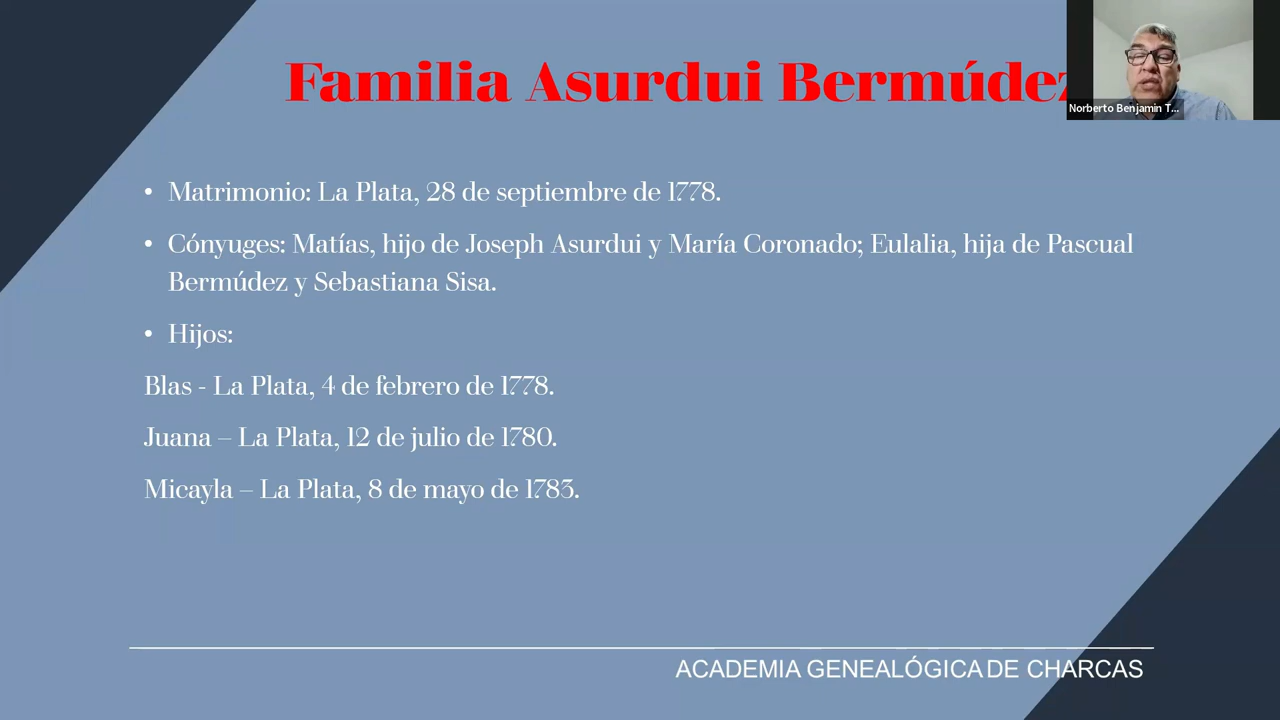 Familia Asurdui Bermúdez
Norberto Benjamin T...
• Matrimonio: La Plata, 28 de septiembre de 1778.
• Cónyuges: Matías, hijo de Joseph Asurdui y María Coronado; Eulalia, hija de Pascual
Bermúdez y Sebastiana Sisa.
• Hijos:
Blas - La Plata, 4 de febrero de 1778.
Juana – La Plata, 12 de julio de 1780.
Micayla – La Plata, 8 de mayo de 1783.
ACADEMIA GENEALÓGICA DE CHARCAS